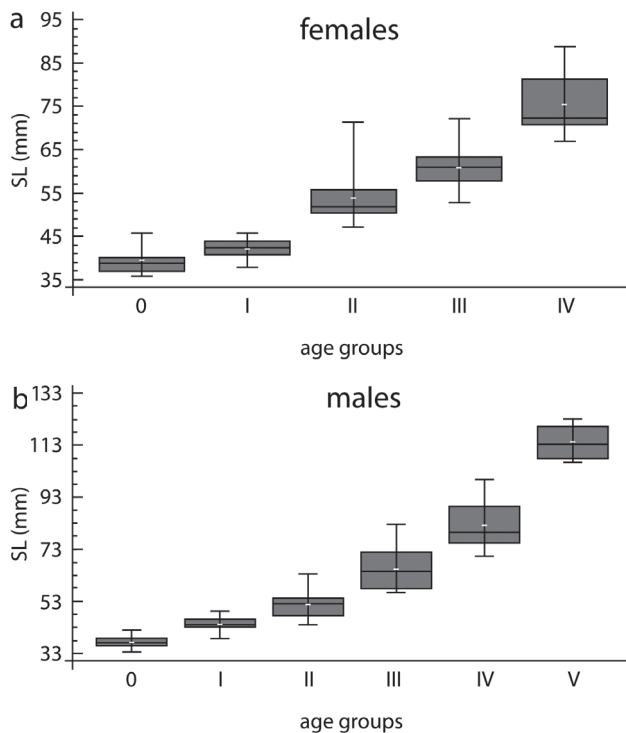 a
females
95
85
75
65
55
45
35
SL (mm)
0 I II III IV
age groups
b
males
133
113
93
73
53
33
SL (mm)
0 I II III IV V
age groups